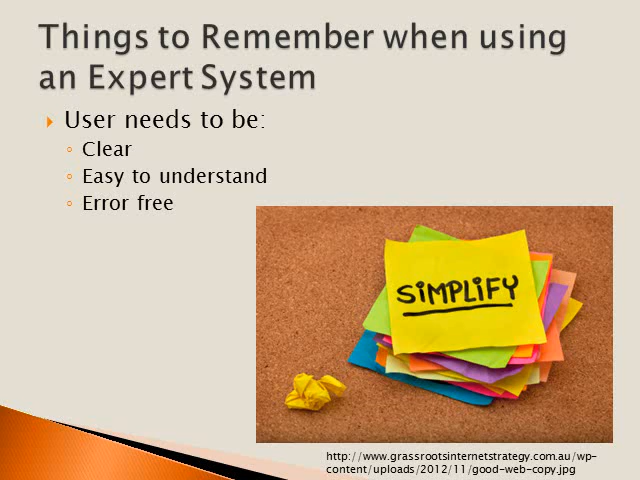 Things to Remember when using
an Expert System
User needs to be:
Clear
Easy to understand
Error free
SiMPLiFY
http://www.grassrootsinternetstrategy.com.au/wp-
content/uploads/2012/11/good-web-copy.jpg